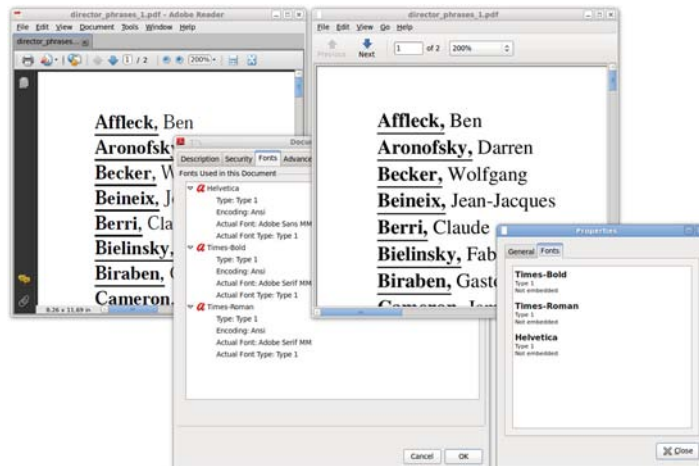 director_phrases_1.pdf - Adobe Reader
File Edit View Document Tools Window Help
director_phrases...
1 / 2 200%
Affleck, Ben
Aronofsky
Becker, W
Beineix, J
Berri, Cla
Bielinsky,
Biraben, G
Cameron,
8.26 x 11.69 in
Docu
Description Security Fonts Advance
Fonts Used in this Document
Helvetica
Type: Type 1
Encoding: Ansi
Actual Font: Adobe Sans MM
Actual Font Type: Type 1
Times-Bold
Type: Type 1
Encoding: Ansi
Actual Font: Adobe Serif MM
Actual Font Type: Type 1
Times-Roman
Type: Type 1
Encoding: Ansi
Actual Font: Adobe Serif MM
Actual Font Type: Type 1
Cancel OK
director_phrases_1.pdf
File Edit View Go Help
Previous Next 1 of 2 200%
Affleck, Ben
Aronofsky, Darren
Becker, Wolfgang
Beineix, Jean-Jacques
Berri, Claude
Bielinsky, Fab
Biraben, Gasto
Cameron, Jam
Properties
General Fonts
Times-Bold
Type 1
Not embedded
Times-Roman
Type 1
Not embedded
Helvetica
Type 1
Not embedded
Close